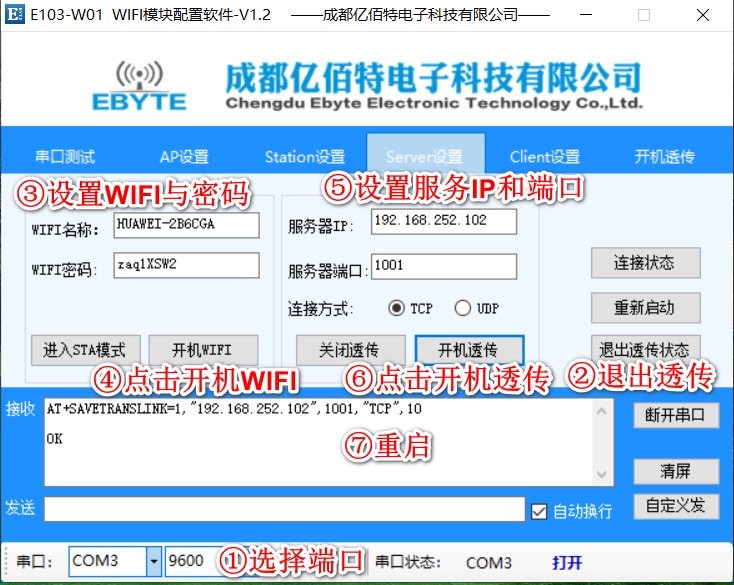 E103-W01 WIFI模块配置软件-V1.2 ——成都亿佰特电子科技有限公司——
EBYTE
成都亿佰特电子科技有限公司
Chengdu Ebyte Electronic Technology Co.,Ltd.
串口测试 AP设置 Station设置 Server设置 Client设置 开机透传
③设置WIFI与密码 ⑤设置服务IP和端口
WIFI名称: HUAWEI-2B6CGA 服务器IP: 192.168.252.102
WIFI密码: zaq1XSW2 服务器端口: 1001 连接状态
连接方式: TCP UDP 重新启动
进入STA模式 开机WIFI 关闭透传 开机透传 退出透传状态
④点击开机WIFI ⑥点击开机透传 ②退出透传
接收 AT+SAVETRANSLINK=1,"192.168.252.102",1001,"TCP",10 断开串口
OK
⑦重启
清屏
发送 自动换行 自定义发
串口: COM3 9600 ①选择端口 串口状态: COM3 打开